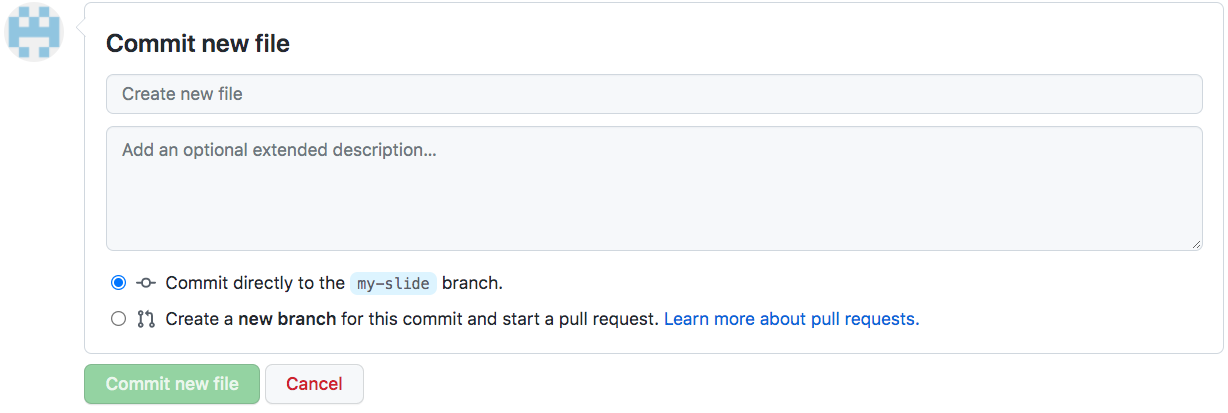 Commit new file
Create new file
Add an optional extended description...
Commit directly to the my-slide branch.
Create a new branch for this commit and start a pull request. Learn more about pull requests.
Commit new file
Cancel